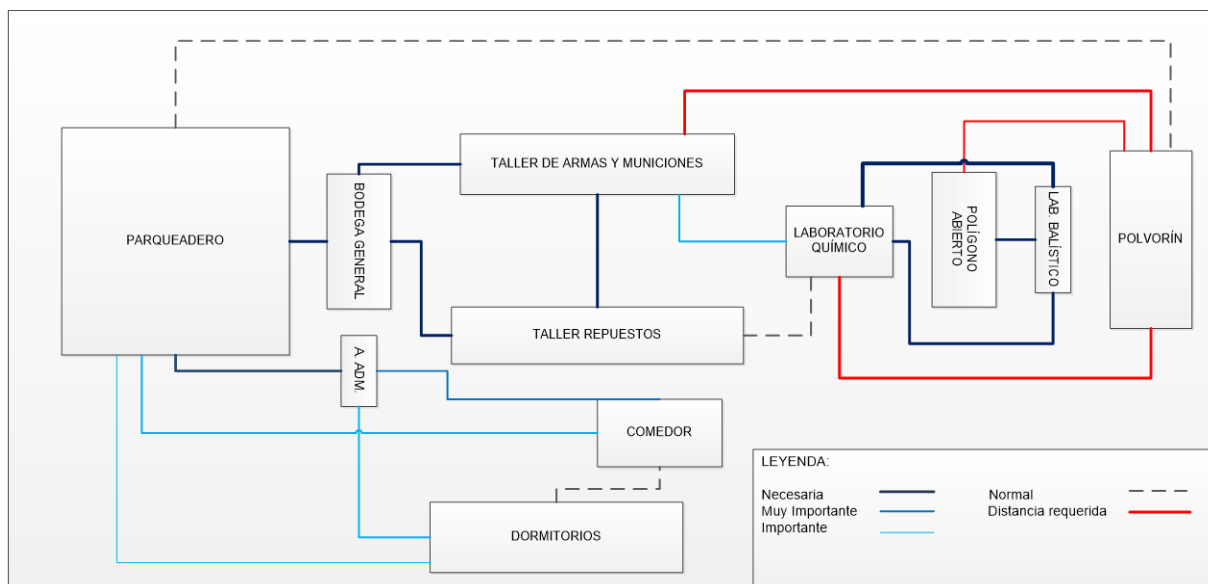 TALLER DE ARMAS Y MUNICIONES
PARQUEADERO
BODEGA GENERAL
LABORATORIO
QUÍMICO
POLÍGONO
ABIERTO
LAB. BALÍSTICO
POLVORÍN
TALLER REPUESTOS
A. ADM.
COMEDOR
DORMITORIOS
LEYENDA:
Necesaria
Muy Importante
Importante
Normal
Distancia requerida